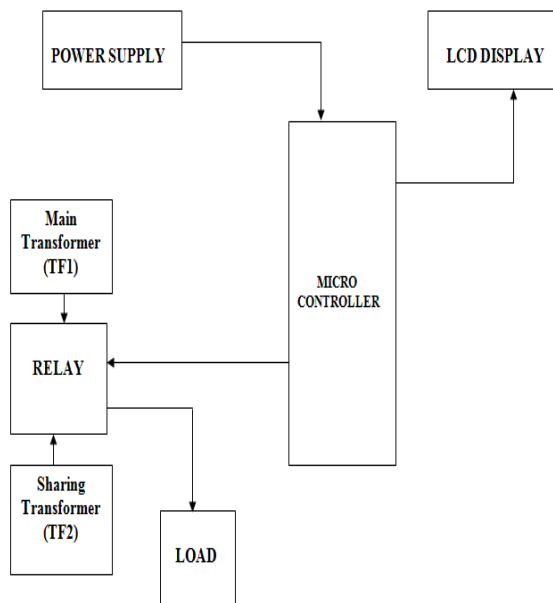 POWER SUPPLY
LCD DISPLAY
Main
Transformer
(TF1)
MICRO
CONTROLLER
RELAY
Sharing
Transformer
(TF2)
LOAD